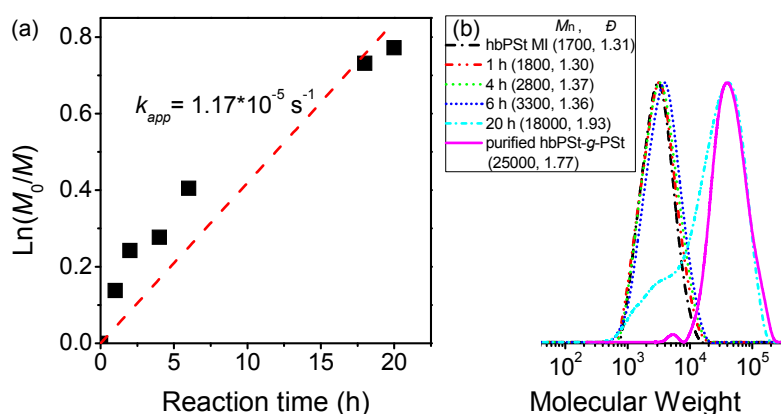 (a)
Ln(M0/M)
0.8
0.6
0.4
0.2
0.0
kapp= 1.17*10-5 s-1
0 5 10 15 20
Reaction time (h)
(b)
Mn , Đ
hbPSt MI (1700, 1.31)
1 h (1800, 1.30)
4 h (2800, 1.37)
6 h (3300, 1.36)
20 h (18000, 1.93)
purified hbPSt-g-PSt
(25000, 1.77)
102 103 104 105
Molecular Weight